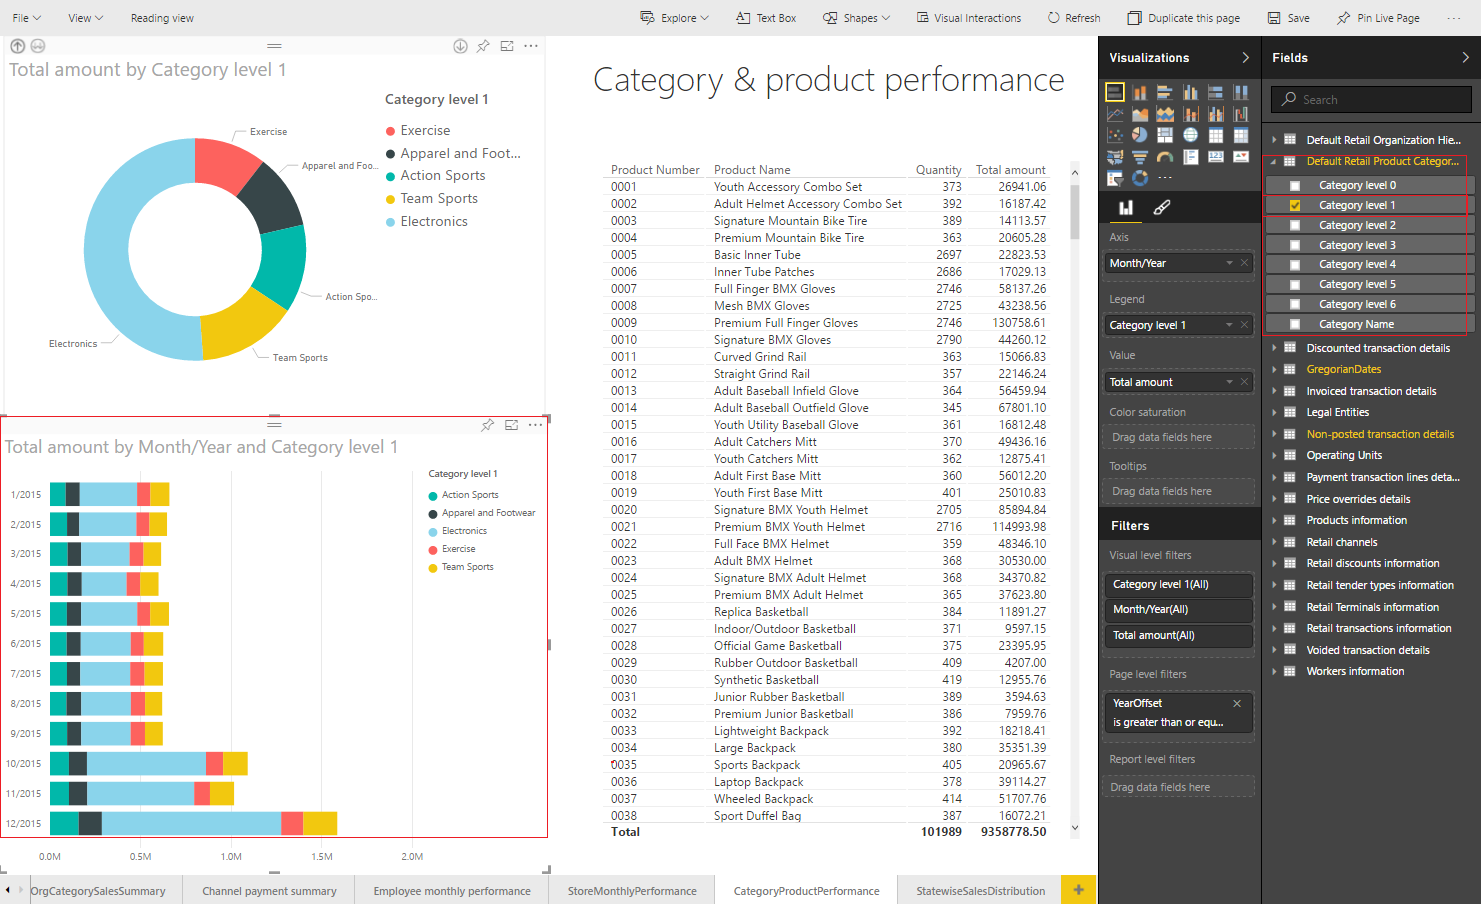 File View Reading view Explore Text Box Shapes Visual Interactions Refresh Duplicate this page Save Pin Live Page
Total amount by Category level 1
Category level 1
Exercise
Apparel and Foot...
Action Sports
Team Sports
Electronics
Exercise
Apparel and Foo...
Action Spo...
Team Sports
Electronics
Total amount by Month/Year and Category level 1
Category level 1
Action Sports
Apparel and Footwear
Electronics
Exercise
Team Sports
1/2015
2/2015
3/2015
4/2015
5/2015
6/2015
7/2015
8/2015
9/2015
10/2015
11/2015
12/2015
0.0M 0.5M 1.0M 1.5M 2.0M
Category & product performance
Product Number Product Name Quantity Total amount
0001 Youth Accessory Combo Set 373 26941.06
0002 Adult Helmet Accessory Combo Set 392 16187.42
0003 Signature Mountain Bike Tire 389 14113.57
0004 Premium Mountain Bike Tire 363 20605.28
0005 Basic Inner Tube 2697 22823.53
0006 Inner Tube Patches 2686 17029.13
0007 Full Finger BMX Gloves 2746 58137.26
0008 Mesh BMX Gloves 2725 43238.56
0009 Premium Full Finger Gloves 2746 130758.61
0010 Signature BMX Gloves 2790 44260.12
0011 Curved Grind Rail 363 15066.83
0012 Straight Grind Rail 357 22146.24
0013 Adult Baseball Infield Glove 364 56459.94
0014 Adult Baseball Outfield Glove 345 67801.10
0015 Youth Utility Baseball Glove 361 16812.48
0016 Adult Catchers Mitt 370 49436.16
0017 Youth Catchers Mitt 362 12875.41
0018 Adult First Base Mitt 360 56012.20
0019 Youth First Base Mitt 401 25010.83
0020 Signature BMX Youth Helmet 2705 85894.84
0021 Premium BMX Youth Helmet 2716 114993.98
0022 Full Face BMX Helmet 359 48346.10
0023 Adult BMX Helmet 368 30530.00
0024 Signature BMX Adult Helmet 368 34370.82
0025 Premium BMX Adult Helmet 365 37623.80
0026 Replica Basketball 384 11891.27
0027 Indoor/Outdoor Basketball 371 9597.15
0028 Official Game Basketball 375 23395.95
0029 Rubber Outdoor Basketball 409 4207.00
0030 Synthetic Basketball 419 12955.76
0031 Junior Rubber Basketball 389 3594.63
0032 Premium Junior Basketball 386 7959.76
0033 Lightweight Backpack 392 18218.41
0034 Large Backpack 380 35351.39
0035 Sports Backpack 405 20965.67
0036 Laptop Backpack 378 39114.27
0037 Wheeled Backpack 414 51707.76
0038 Sport Duffel Bag 387 16072.21
Total 101989 9358778.50
Visualizations
123
Axis
Month/Year
Legend
Category level 1
Value
Total amount
Color saturation
Drag data fields here
Tooltips
Drag data fields here
Filters
Visual level filters
Category level 1(All)
Month/Year(All)
Total amount(All)
Page level filters
YearOffset
is greater than or equ...
Report level filters
Drag data fields here
Fields
Search
Default Retail Organization Hie...
Default Retail Product Categor...
Category level 0
Category level 1
Category level 2
Category level 3
Category level 4
Category level 5
Category level 6
Category Name
Discounted transaction details
GregorianDates
Invoiced transaction details
Legal Entities
Non-posted transaction details
Operating Units
Payment transaction lines deta...
Price overrides details
Products information
Retail channels
Retail discounts information
Retail tender types information
Retail Terminals information
Retail transactions information
Voided transaction details
Workers information
OrgCategorySalesSummary Channel payment summary Employee monthly performance StoreMonthlyPerformance CategoryProductPerformance StatewiseSalesDistribution +